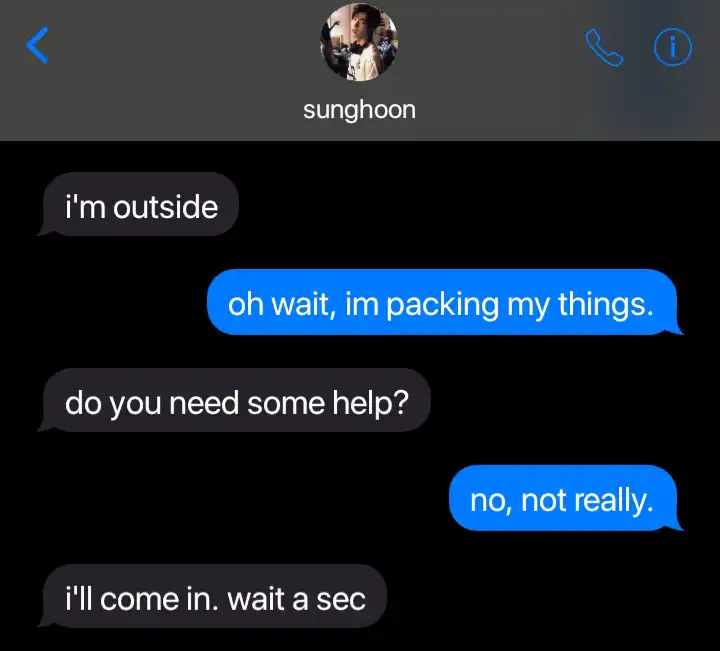 sunghoon
i'm outside
oh wait, im packing my things.
do you need some help?
no, not really.
i'll come in. wait a sec